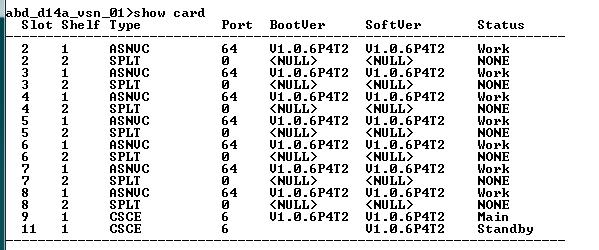 abd_d14a_vsn_01>show card
Slot Shelf Type Port BootVer SoftVer Status
2 1 ASNVC 64 V1.0.6P4T2 V1.0.6P4T2 Work
2 2 SPLT 0 <NULL> <NULL> NONE
3 1 ASNVC 64 V1.0.6P4T2 V1.0.6P4T2 Work
3 2 SPLT 0 <NULL> <NULL> NONE
4 1 ASNVC 64 V1.0.6P4T2 V1.0.6P4T2 Work
4 2 SPLT 0 <NULL> <NULL> NONE
5 1 ASNVC 64 V1.0.6P4T2 V1.0.6P4T2 Work
5 2 SPLT 0 <NULL> <NULL> NONE
6 1 ASNVC 64 V1.0.6P4T2 V1.0.6P4T2 Work
6 2 SPLT 0 <NULL> <NULL> NONE
7 1 ASNVC 64 V1.0.6P4T2 V1.0.6P4T2 Work
7 2 SPLT 0 <NULL> <NULL> NONE
8 1 ASNVC 64 V1.0.6P4T2 V1.0.6P4T2 Work
8 2 SPLT 0 <NULL> <NULL> NONE
9 1 CSCE 6 V1.0.6P4T2 V1.0.6P4T2 Main
11 1 CSCE 6 V1.0.6P4T2 Standby